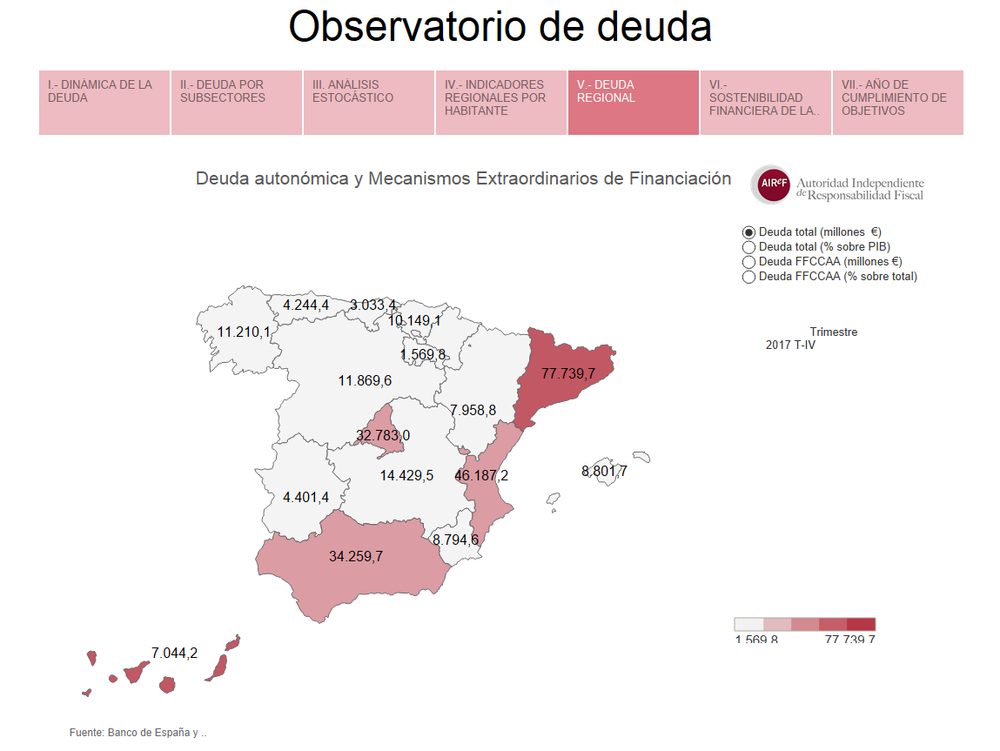 Observatorio de deuda
I.- DINÁMICA DE LA
DEUDA
II.- DEUDA POR
SUBSECTORES
III. ANÁLISIS
ESTOCÁSTICO
IV.- INDICADORES
REGIONALES POR
HABITANTE
V.- DEUDA
REGIONAL
VI.-
SOSTENIBILIDAD
FINANCIERA DE LA..
VII.- AÑO DE
CUMPLIMIENTO DE
OBJETIVOS
Deuda autonómica y Mecanismos Extraordinarios de Financiación
AIReF
Autoridad Independiente
de Responsabilidad Fiscal
Deuda total (millones €)
Deuda total (% sobre PIB)
Deuda FFCCAA (millones €)
Deuda FFCCAA (% sobre total)
Trimestre
2017 T-IV
4.244,4
3.033,4
10.149,1
11.210,1
1.569,8
11.869,6
77.739,7
7.958,8
32.783,0
14.429,5
46.187,2
8.801,7
4.401,4
8.794,6
34.259,7
7.044,2
1.569,8
77.739,7
Fuente: Banco de España y ..